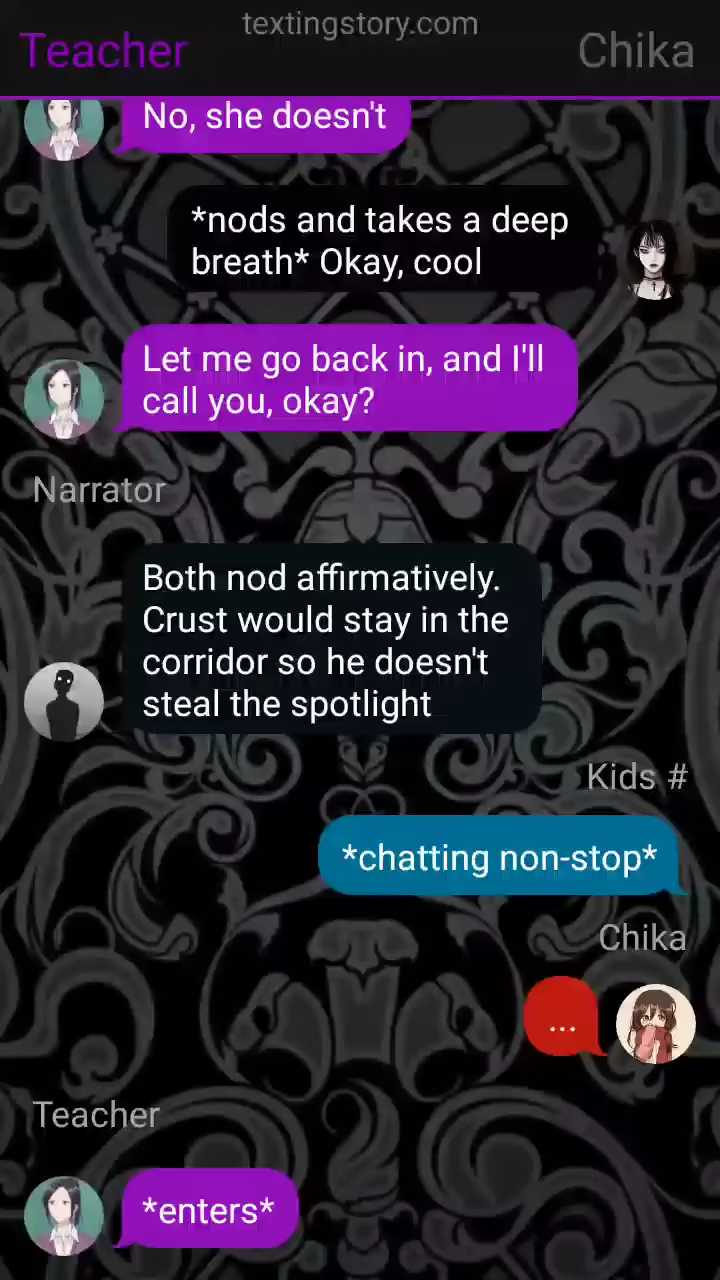 textingstory.com
Teacher
Chika
No, she doesn't
*nods and takes a deep
breath* Okay, cool
Let me go back in, and I'll
call you, okay?
Narrator
Both nod affirmatively.
Crust would stay in the
corridor so he doesn't
steal the spotlight
Kids #
*chatting non-stop*
Chika
...
Teacher
*enters*